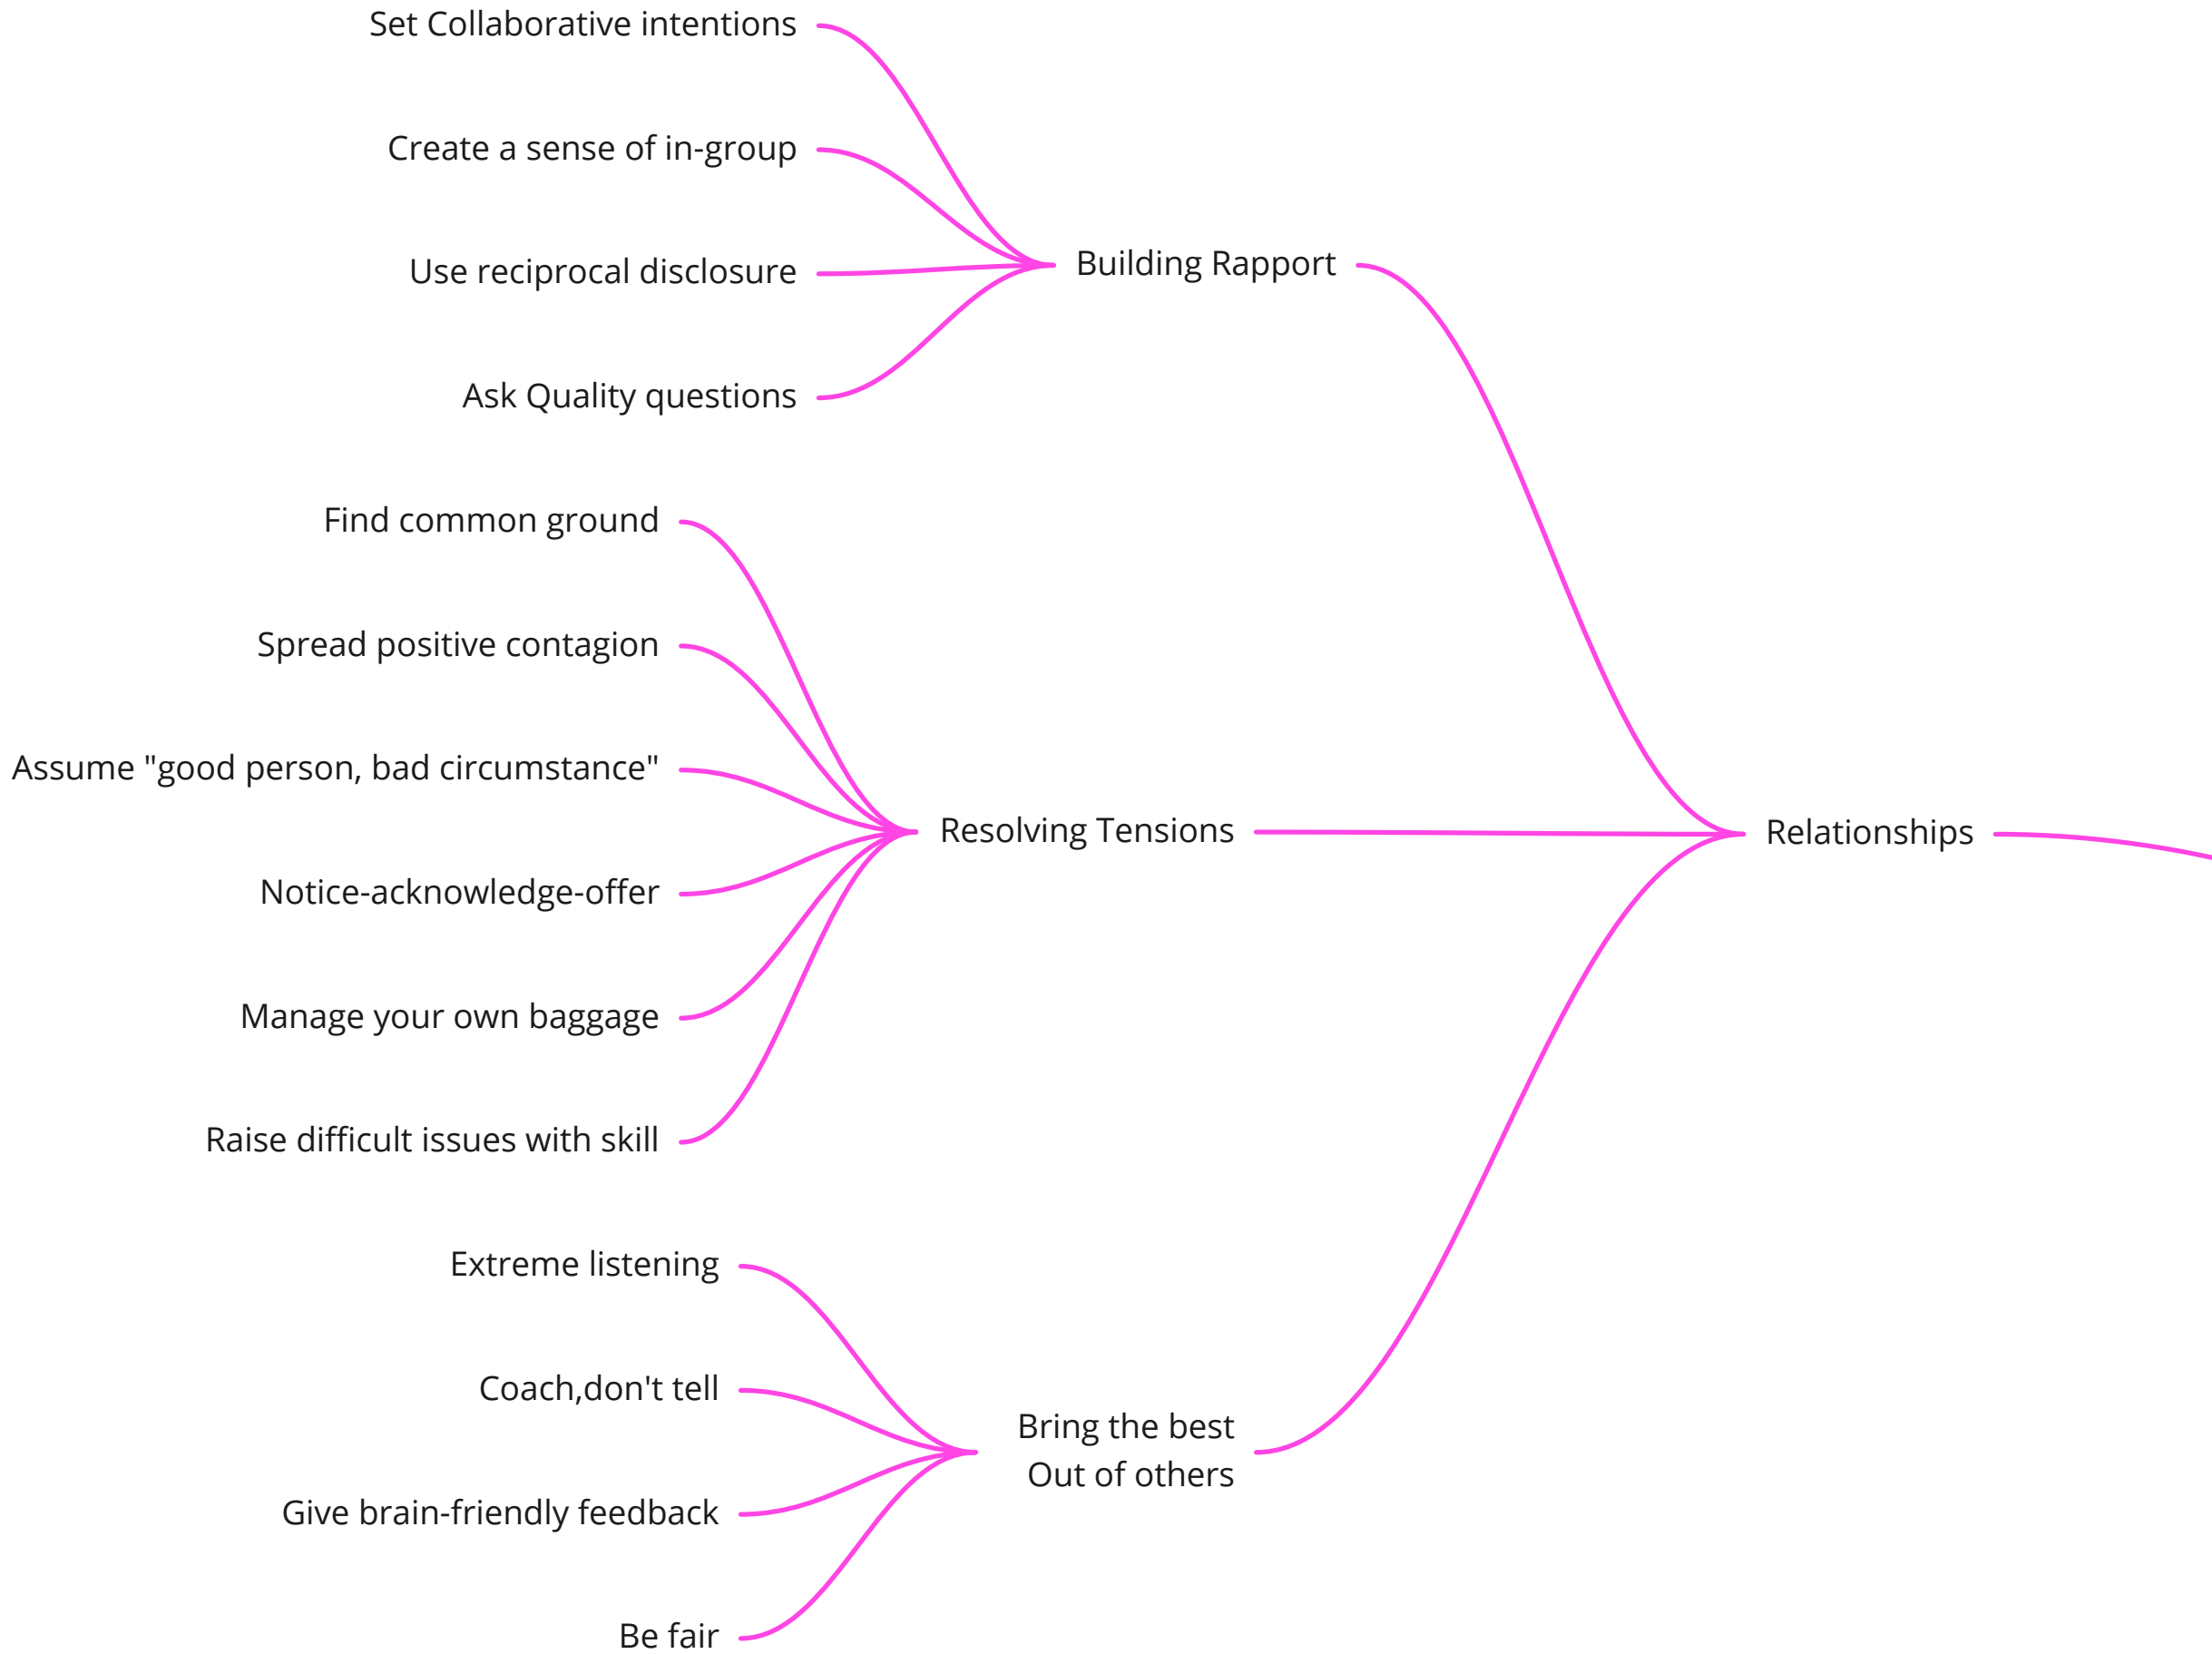 Set Collaborative intentions
Create a sense of in-group
Use reciprocal disclosure
Ask Quality questions
Building Rapport
Find common ground
Spread positive contagion
Assume "good person, bad circumstance"
Notice-acknowledge-offer
Manage your own baggage
Raise difficult issues with skill
Resolving Tensions
Relationships
Extreme listening
Coach,don't tell
Give brain-friendly feedback
Be fair
Bring the best
Out of others